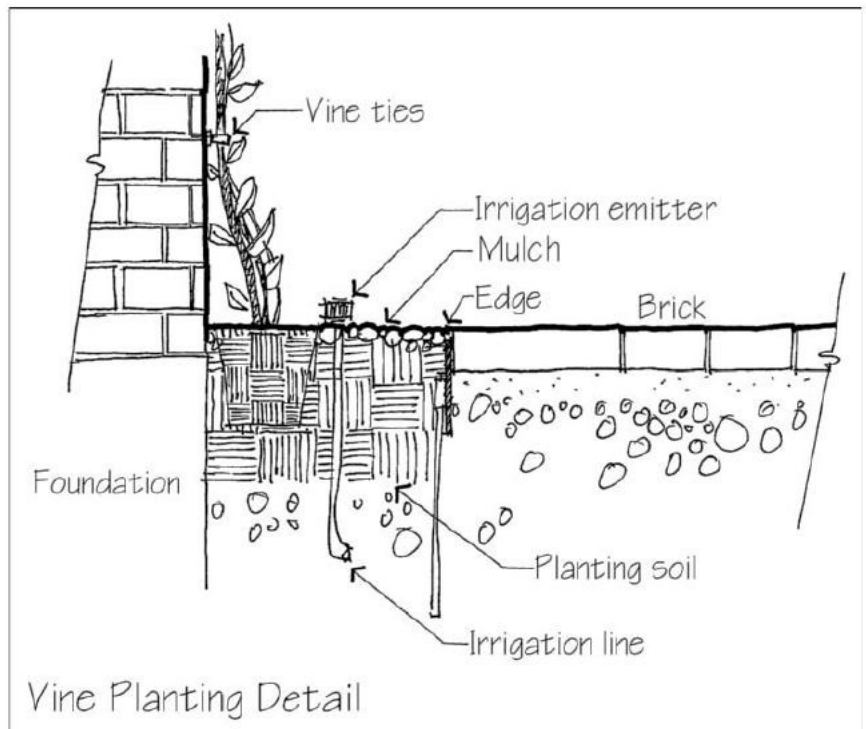 Vine ties
Irrigation emitter
Mulch
Edge
Brick
Foundation
Planting soil
Irrigation line
Vine Planting Detail